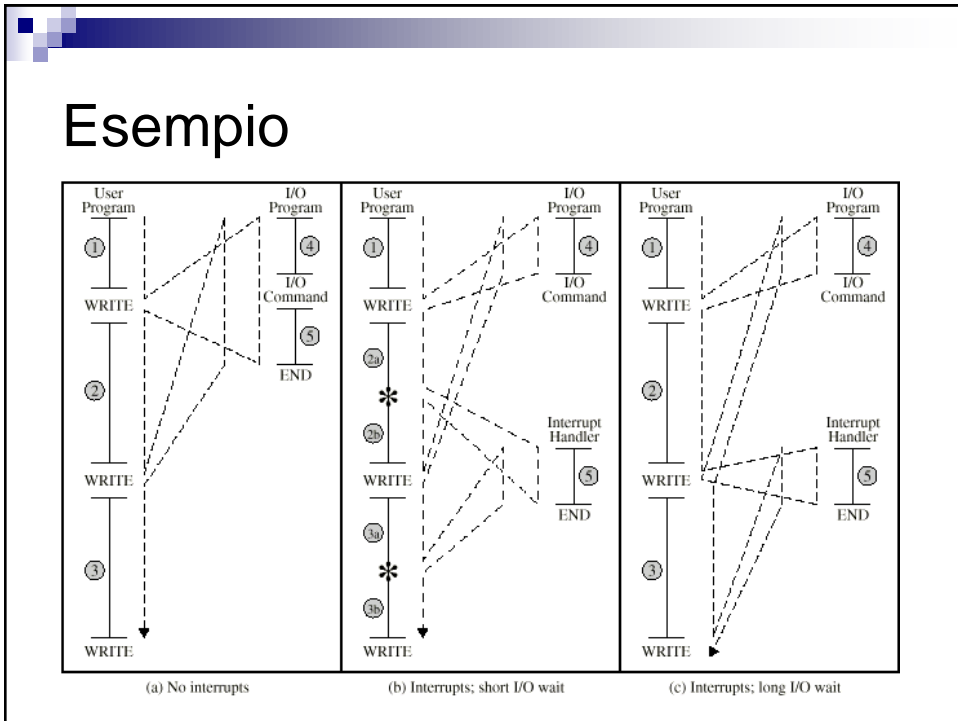 Esempio
User
Program
1
WRITE
2
WRITE
3
WRITE
I/O
Program
4
I/O
Command
5
END
(a) No interrupts
User
Program
1
WRITE
2a
*
2b
WRITE
3a
*
3b
WRITE
I/O
Program
4
I/O
Command
Interrupt
Handler
5
END
(b) Interrupts; short I/O wait
User
Program
1
WRITE
2
WRITE
3
WRITE
I/O
Program
4
I/O
Command
Interrupt
Handler
5
END
(c) Interrupts; long I/O wait